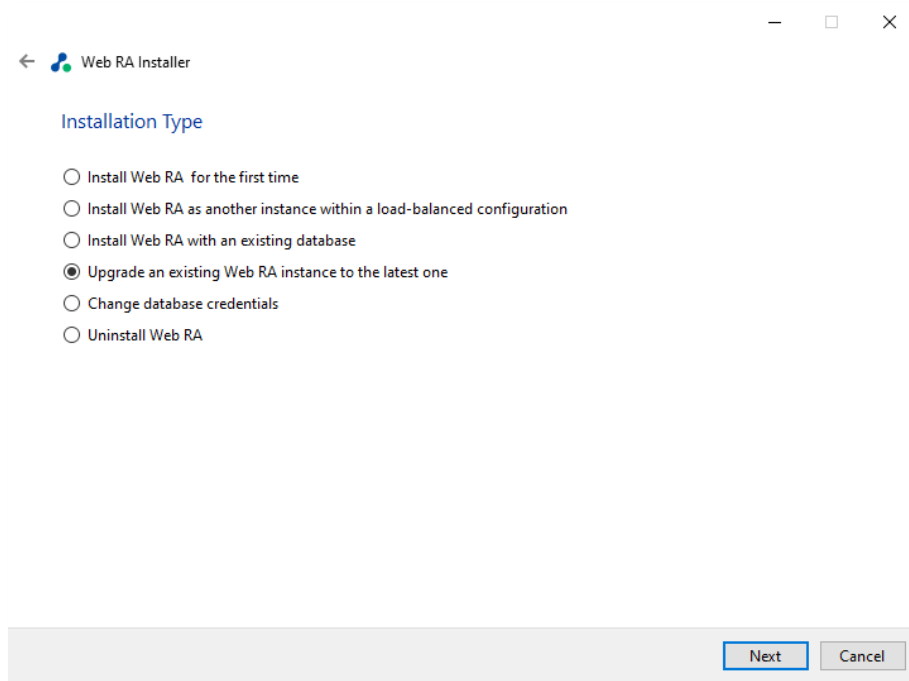 Web RA Installer
Installation Type
Install Web RA for the first time
Install Web RA as another instance within a load-balanced configuration
Install Web RA with an existing database
Upgrade an existing Web RA instance to the latest one
Change database credentials
Uninstall Web RA
Next Cancel